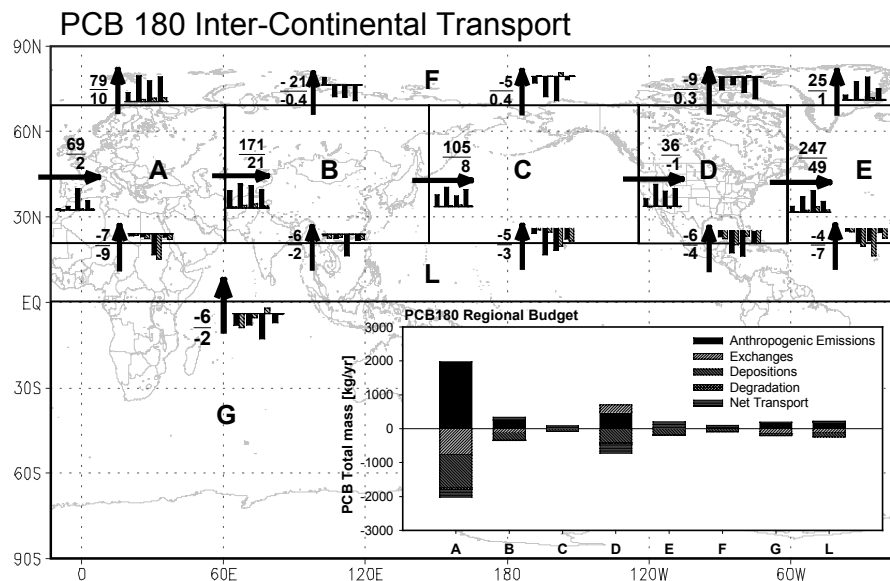 PCB 180 Inter-Continental Transport
90N
60N
30N
EQ
30S
60S
90S
79
10
-21
-0.4
F
-5
0.4
-9
0.3
25
1
69
2
A
171
21
B
105
8
C
36
-1
D
247
49
E
-7
-9
-6
-2
-5
-3
-6
-4
-4
-7
L
-6
-2
G
PCB180 Regional Budget
PCB Total mass [kg/yr]
3000
2000
1000
0
-1000
-2000
-3000
Anthropogenic Emissions
Exchanges
Depositions
Degradation
Net Transport
A B C D E F G L
0 60E 120E 180 120W 60W